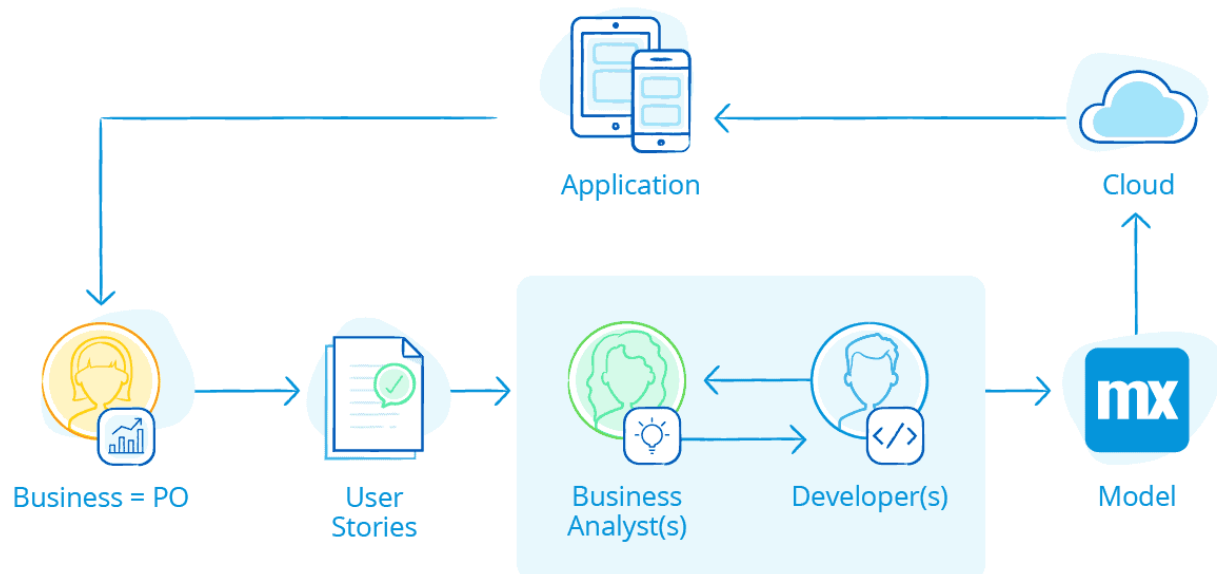 Application
Cloud
</>
mx
Business = PO
User
Stories
Business
Analyst(s)
Developer(s)
Model